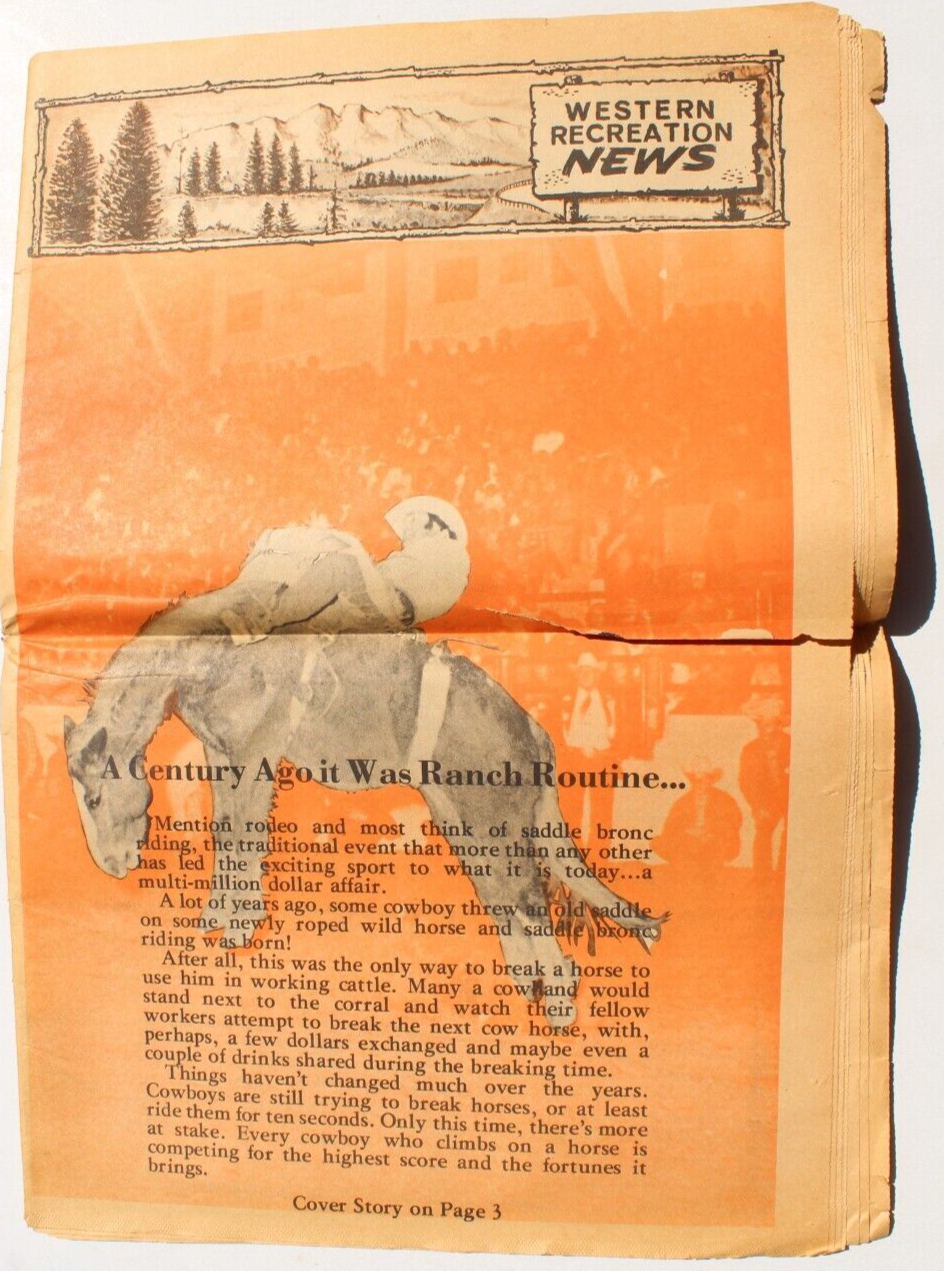 WESTERN
RECREATION
NEWS
A Century Ago it Was Ranch Routine...
Mention rodeo and most think of saddle bronc
riding, the traditional event that more than any other
has led the exciting sport to what it is today...a
multi-million dollar affair.
A lot of years ago, some cowboy threw an old saddle
on some newly roped wild horse and saddle bronc
riding was born!
After all, this was the only way to break a horse to
use him in working cattle. Many a cowhand would
stand next to the corral and watch their fellow
workers attempt to break the next cow horse, with,
perhaps, a few dollars exchanged and maybe even a
couple of drinks shared during the breaking time.
Things haven't changed much over the years.
Cowboys are still trying to break horses, or at least
ride them for ten seconds. Only this time, there's more
at stake. Every cowboy who climbs on a horse is
competing for the highest score and the fortunes it
brings.
Cover Story on Page 3